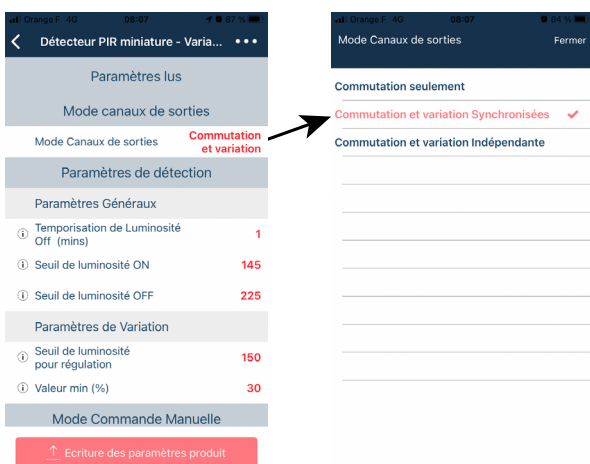 Orange F 4G 08:07 87 %
Détecteur PIR miniature - Varia... •••
Paramètres lus
Mode canaux de sorties
Mode Canaux de sorties Commutation
et variation
Paramètres de détection
Paramètres Généraux
Temporisation de Luminosité
Off (mins) 1
Seuil de luminosité ON 145
Seuil de luminosité OFF 225
Paramètres de Variation
Seuil de luminosité
pour régulation 150
Valeur min (%) 30
Mode Commande Manuelle
Ecriture des paramètres produit
Orange F 4G 08:07 84 %
Mode Canaux de sorties Fermer
Commutation seulement
Commutation et variation Synchronisées
Commutation et variation Indépendante